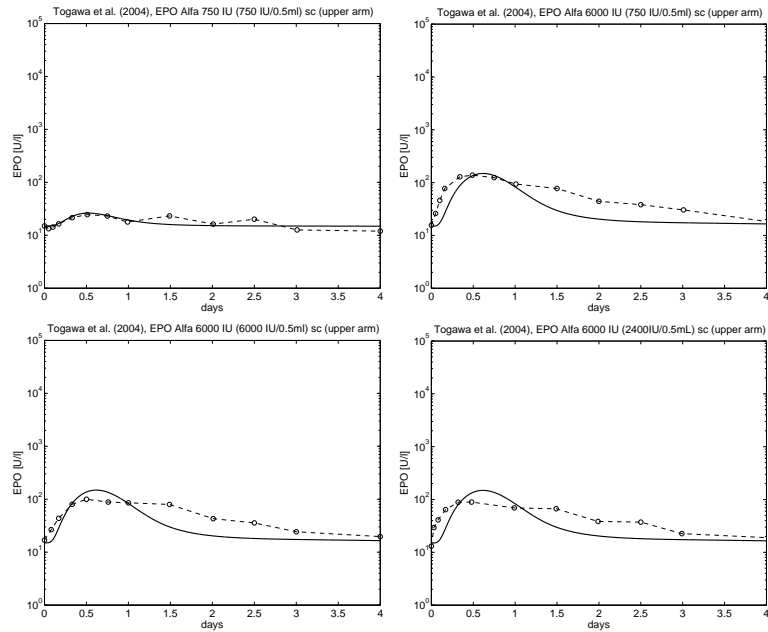 Togawa et al. (2004), EPO Alfa 750 IU (750 IU/0.5ml) sc (upper arm)
10^5
10^4
10^3
10^2
10^1
10^0
EPO [U/l]
0 0.5 1 1.5 2 2.5 3 3.5 4
days
Togawa et al. (2004), EPO Alfa 6000 IU (750 IU/0.5ml) sc (upper arm)
10^5
10^4
10^3
10^2
10^1
10^0
EPO [U/l]
0 0.5 1 1.5 2 2.5 3 3.5 4
days
Togawa et al. (2004), EPO Alfa 6000 IU (6000 IU/0.5ml) sc (upper arm)
10^5
10^4
10^3
10^2
10^1
10^0
EPO [U/l]
0 0.5 1 1.5 2 2.5 3 3.5 4
days
Togawa et al. (2004), EPO Alfa 6000 IU (2400IU/0.5mL) sc (upper arm)
10^5
10^4
10^3
10^2
10^1
10^0
EPO [U/l]
0 0.5 1 1.5 2 2.5 3 3.5 4
days